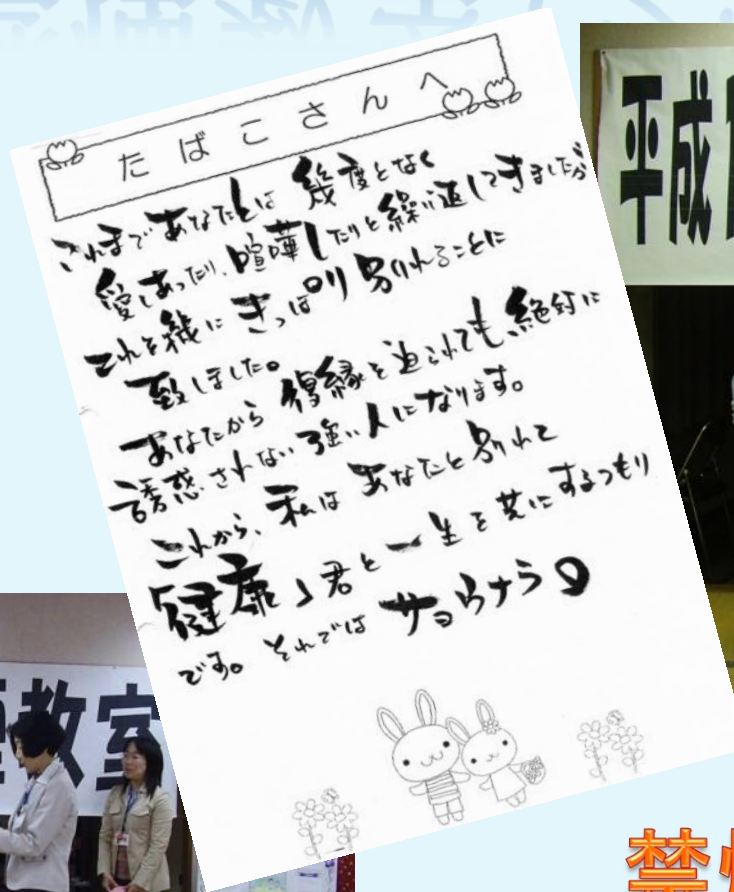 たばこさんへ
これまであなたとは幾度となく
愛しあったり、喧嘩したりと繰り返してきましたが
これを機にきっぱり別れることに
致しました。
あなたから復縁を迫られても、絶対に
誘惑されない強い人になります。
これから、私はあなたと別れて
「健康」君と一生を共にするつもり
です。それでは サヨウナラ。
平成
教室
禁煙